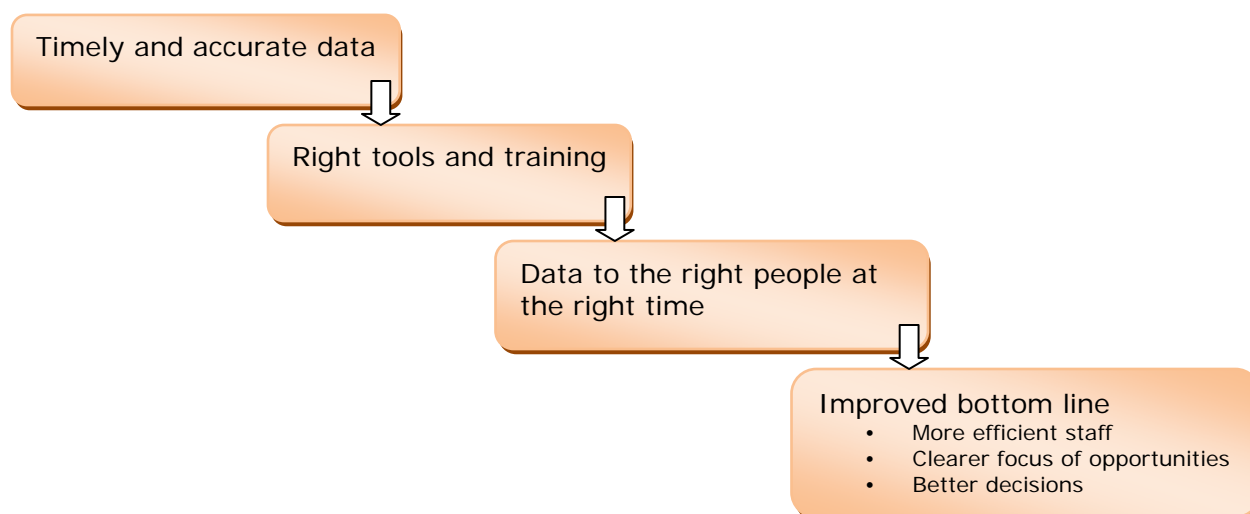 Timely and accurate data
Right tools and training
Data to the right people at
the right time
Improved bottom line
• More efficient staff
• Clearer focus of opportunities
• Better decisions